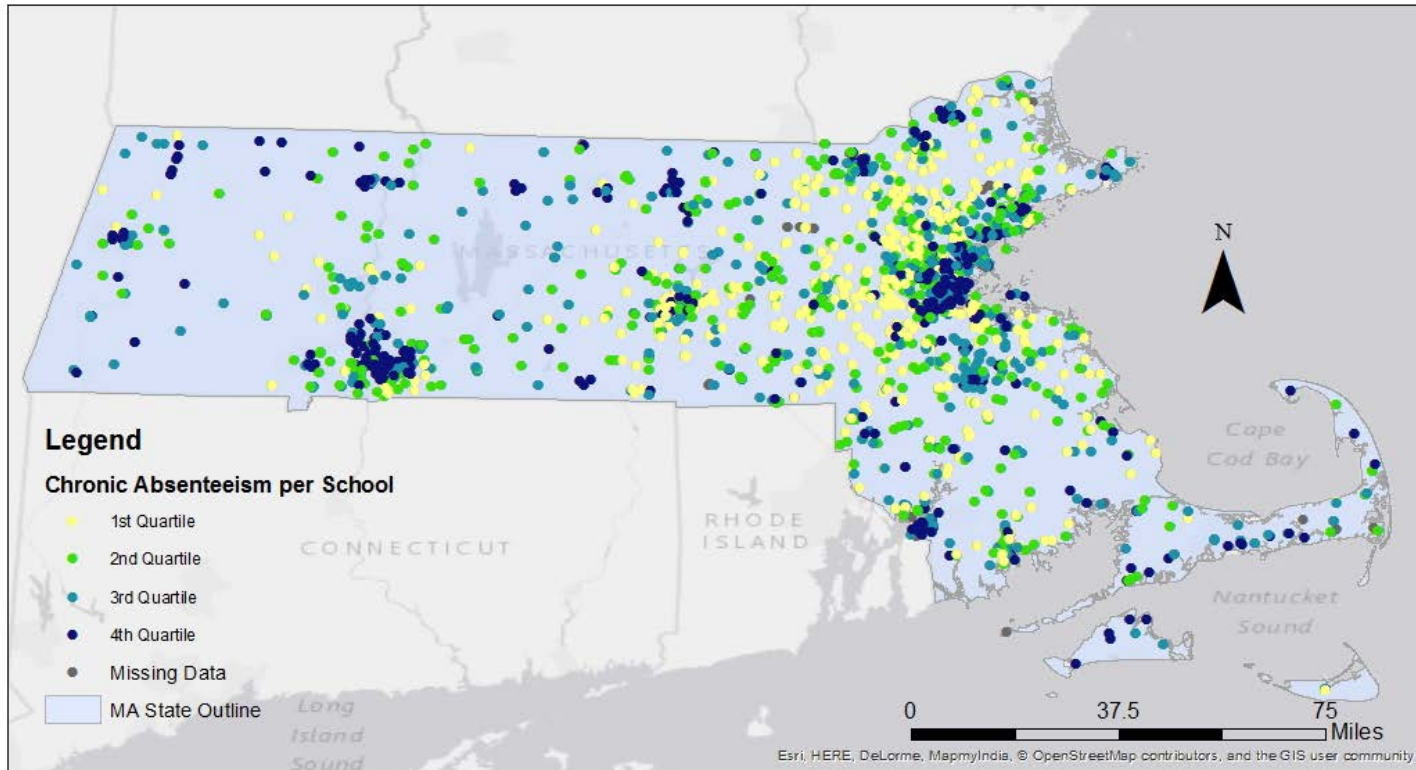 MASSACHUSETTS
N
Cape
Cod Bay
Legend
Chronic Absenteeism per School
1st Quartile
2nd Quartile
3rd Quartile
4th Quartile
Missing Data
MA State Outline
CONNECTICUT
RHODE
ISLAND
Nantucket
Sound
Long
Island
Sound
0 37.5 75
Miles
Esri, HERE, DeLorme, MapmyIndia, © OpenStreetMap contributors, and the GIS user community